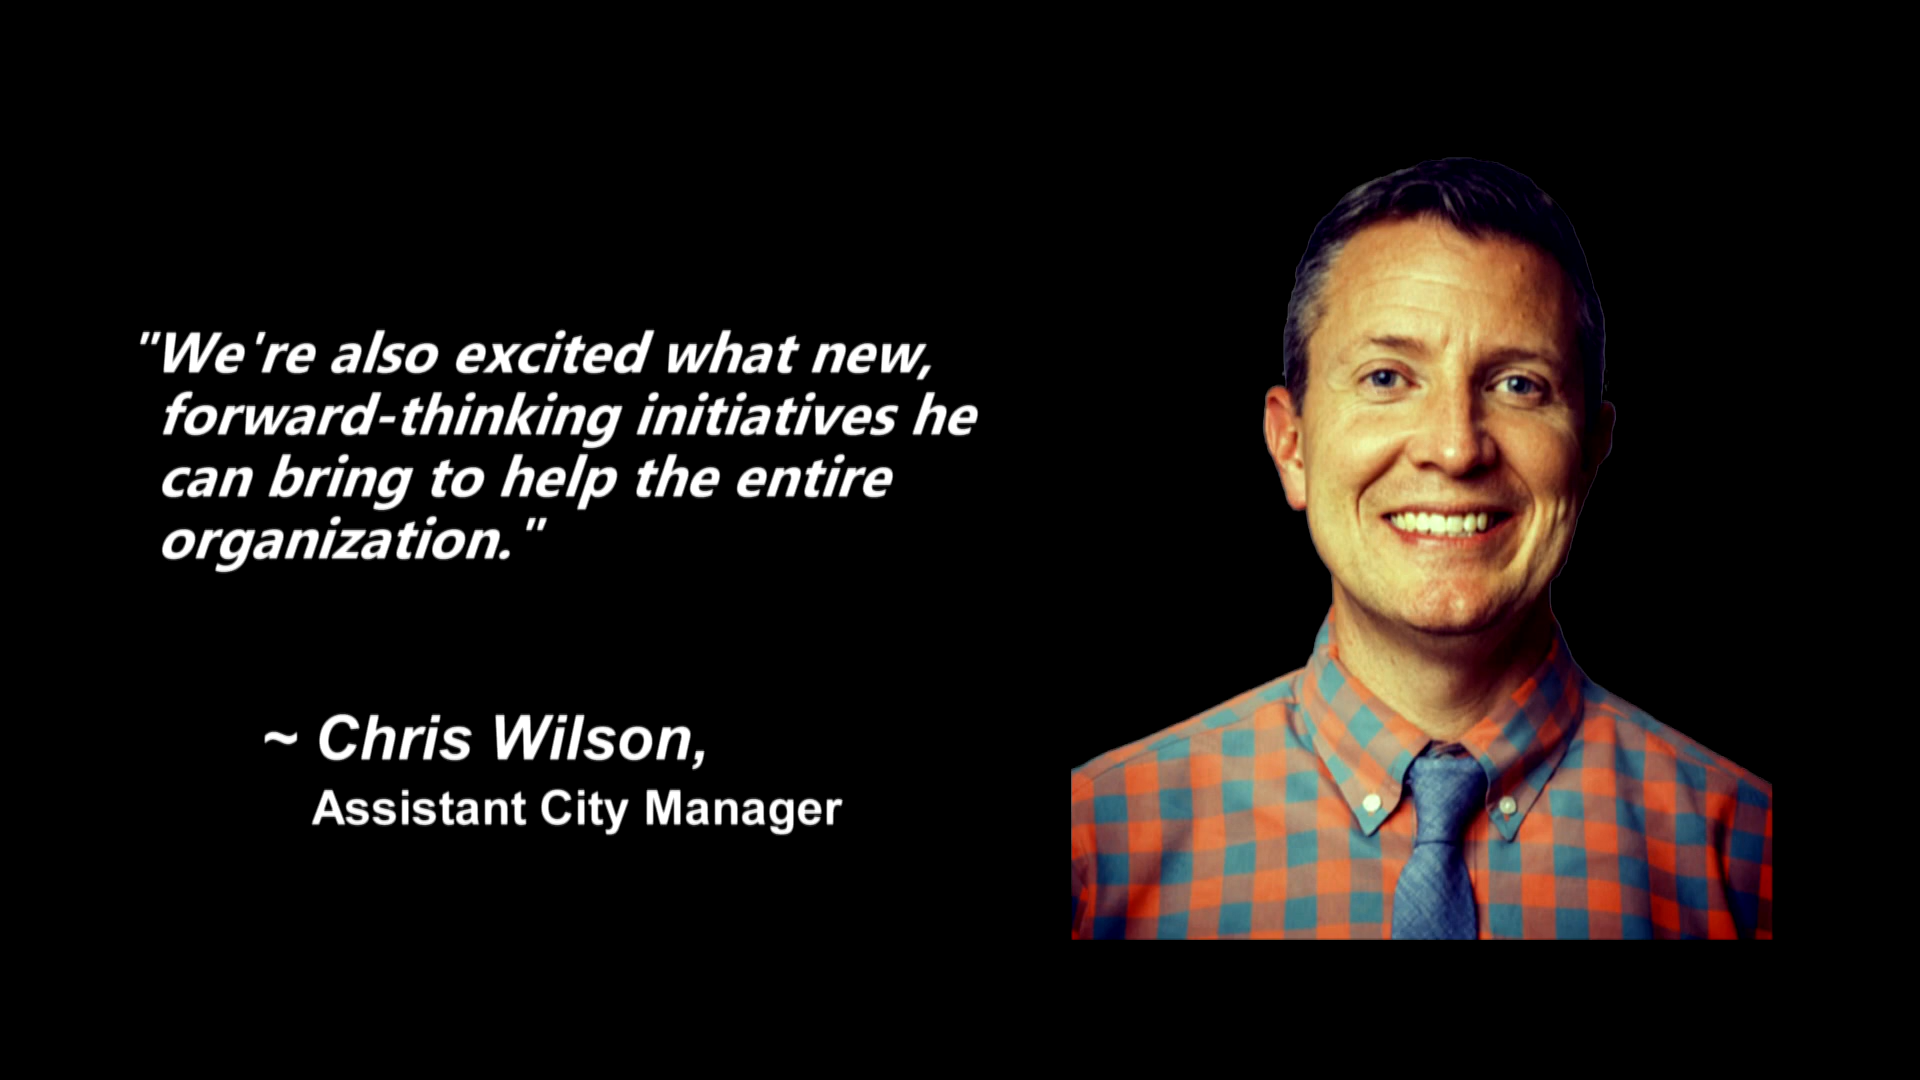 "We're also excited what new,
forward-thinking initiatives he
can bring to help the entire
organization."
~ Chris Wilson,
Assistant City Manager